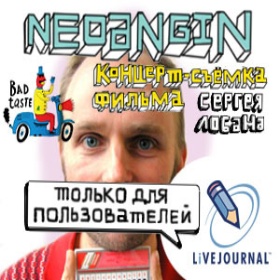 NEOANGIN
КОНЦЕРТ-СЪЁМКА
ФИЛЬМА СЕРГЕЯ
ЛОБАНА
BAD
TASTE
ТОЛЬКО ДЛЯ
ПОЛЬЗОВАТЕЛЕЙ
LiVEJOURNAL